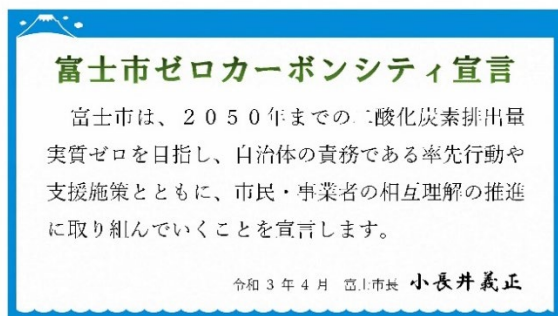 富士市ゼロカーボンシティ宣言
富士市は、２０５０年までの二酸化炭素排出量
実質ゼロを目指し、自治体の責務である率先行動や
支援施策とともに、市民・事業者の相互理解の推進
に取り組んでいくことを宣言します。
令和３年４月 富士市長 小長井義正